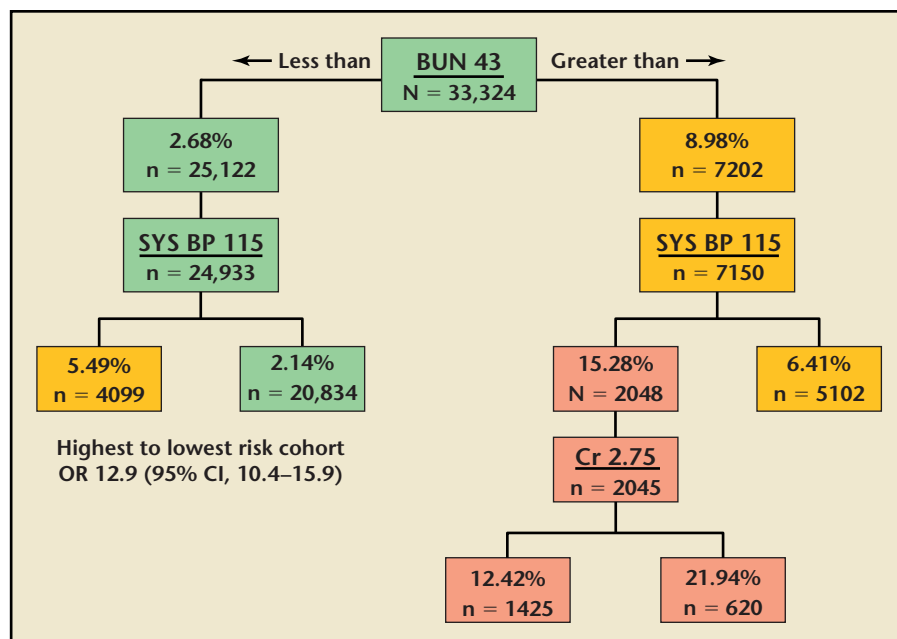 Less than
BUN 43
Greater than
N = 33,324
2.68%
n = 25,122
8.98%
n = 7202
SYS BP 115
n = 24,933
SYS BP 115
n = 7150
5.49%
n = 4099
2.14%
n = 20,834
15.28%
N = 2048
6.41%
n = 5102
Highest to lowest risk cohort
OR 12.9 (95% CI, 10.4–15.9)
Cr 2.75
n = 2045
12.42%
n = 1425
21.94%
n = 620